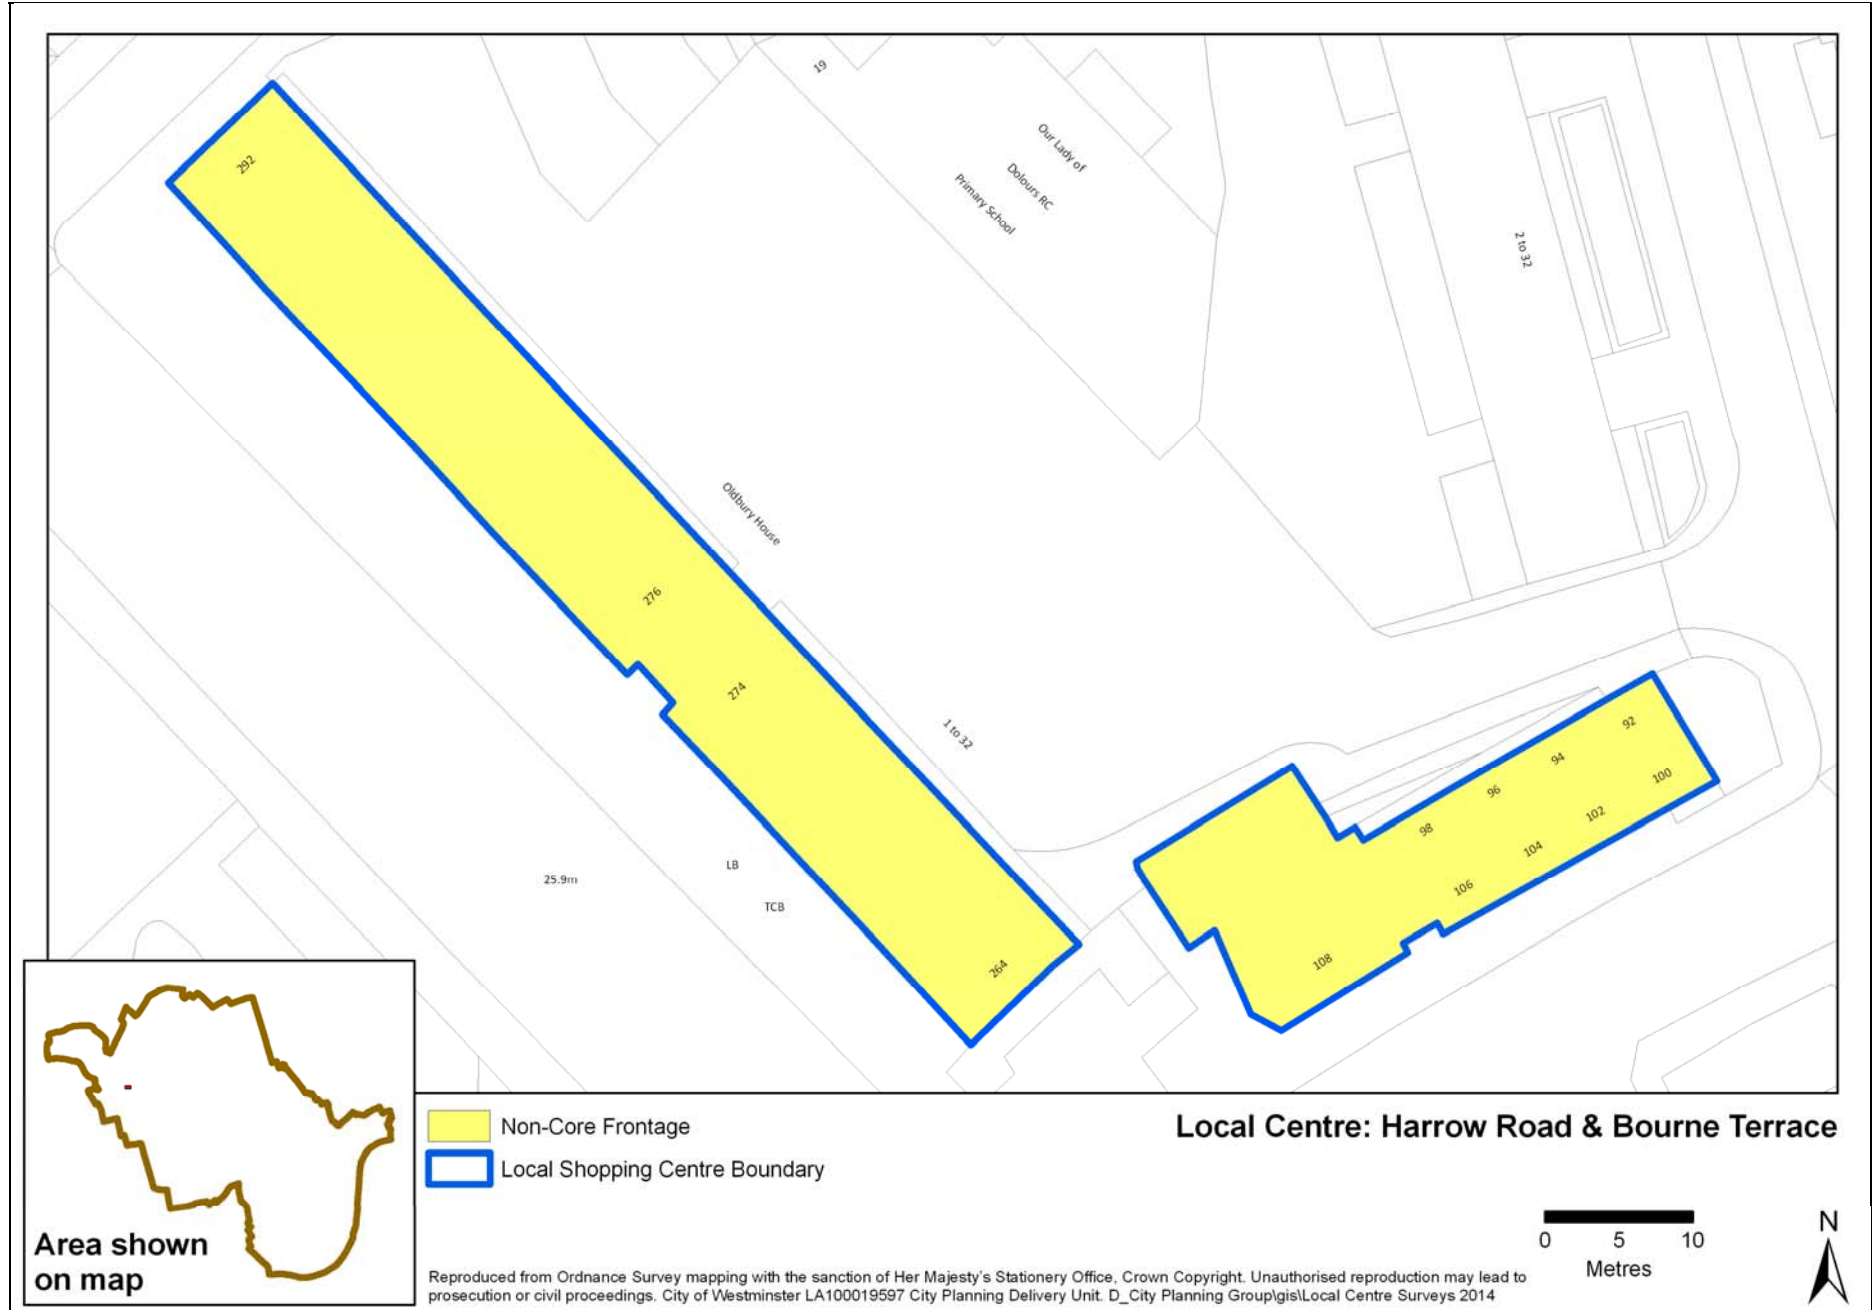 19
292
Our Lady of
Dolours RC
Primary School
2 to 32
Oldbury House
276
274
1 to 32
92
94
96
98
100
102
104
106
108
LB
25.9m
TCB
264
Non-Core Frontage
Local Shopping Centre Boundary
Local Centre: Harrow Road & Bourne Terrace
Area shown
on map
N
0 5 10
Metres
Reproduced from Ordnance Survey mapping with the sanction of Her Majesty's Stationery Office, Crown Copyright. Unauthorised reproduction may lead to
prosecution or civil proceedings. City of Westminster LA100019597 City Planning Delivery Unit. D_City Planning Group\gis\Local Centre Surveys 2014